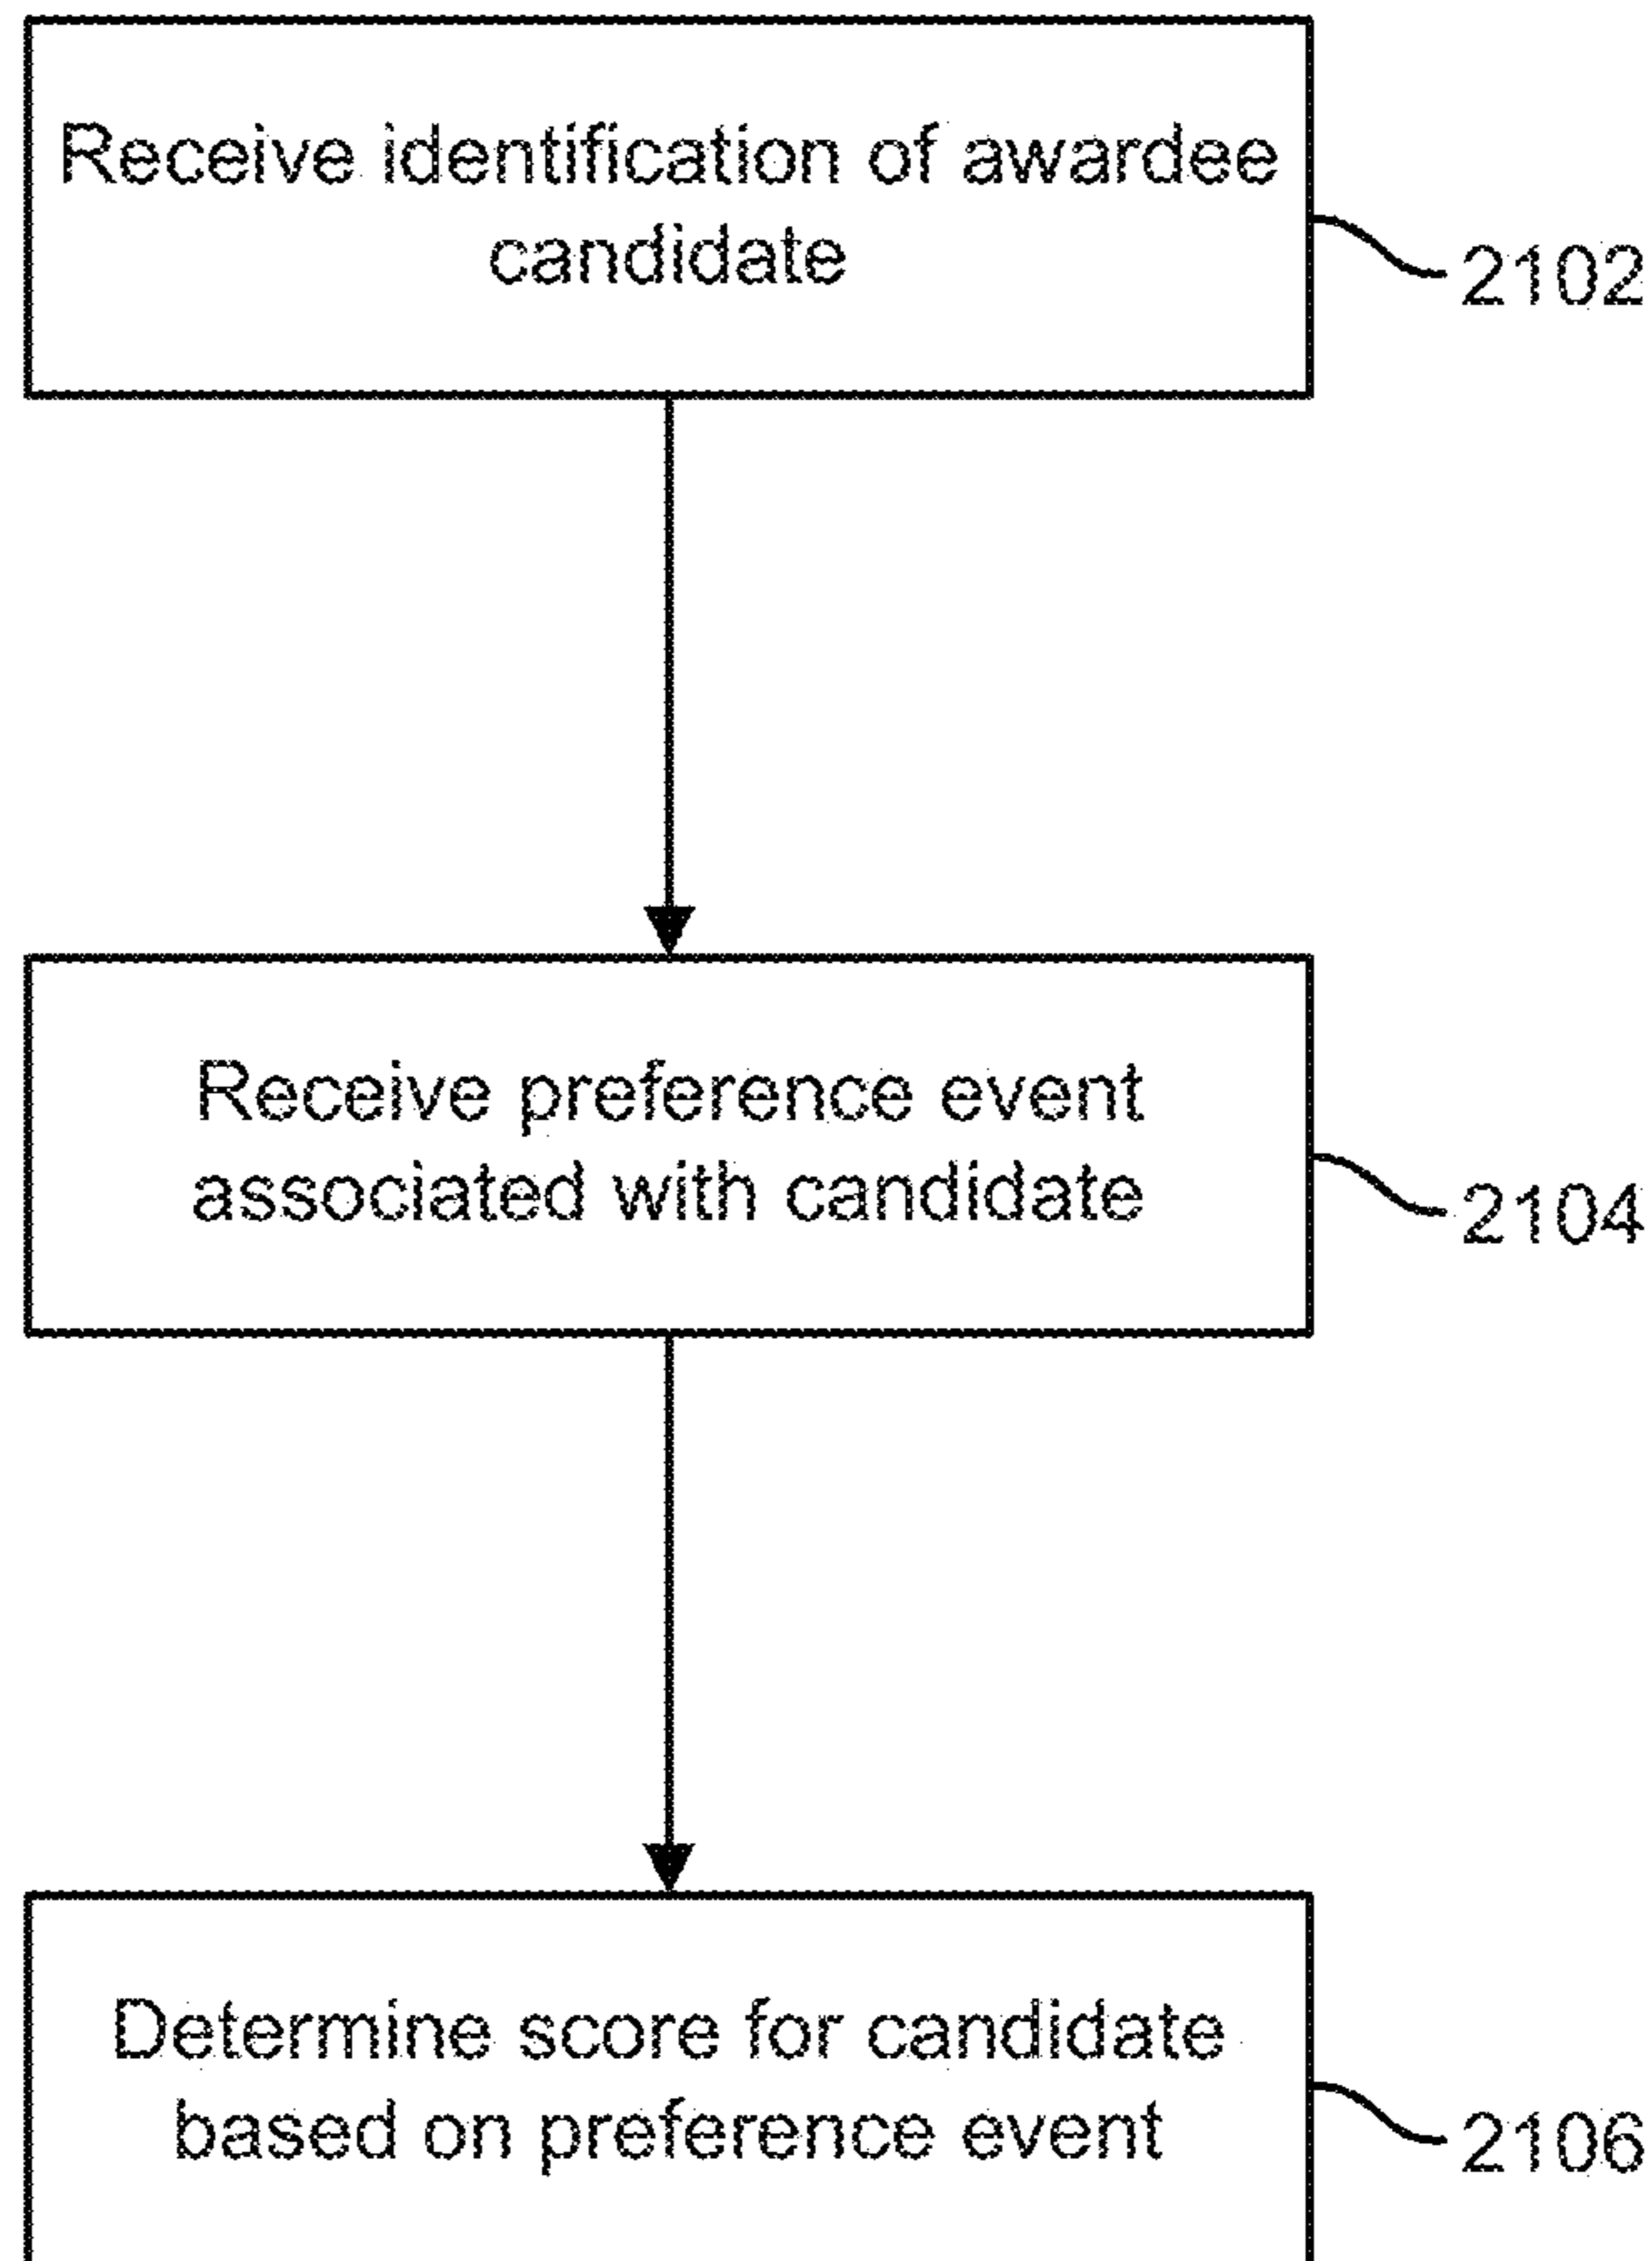 Receive identification of awardee
candidate
2102
Receive preference event
associated with candidate
2104
Determine score for candidate
based on preference event
2106